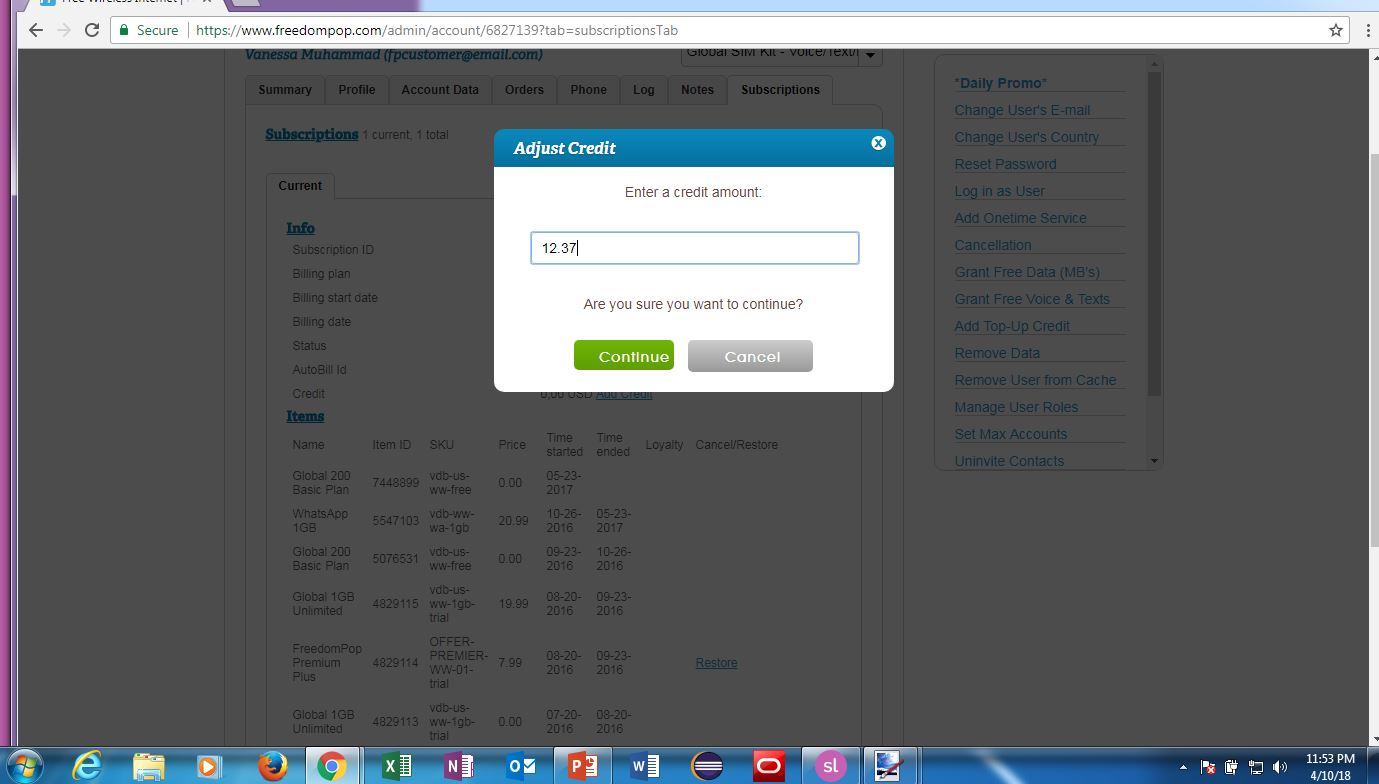 Free Wireless Internet |
Secure
https://www.freedompop.com/admin/account/6827139?tab=subscriptionsTab
Vanessa Muhammad (fpcustomer@email.com)
Global SIM Kit - Voice/Text/
Summary
Profile
Account Data
Orders
Phone
Log
Notes
Subscriptions
Subscriptions 1 current, 1 total
Current
Info
Subscription ID
Billing plan
Billing start date
Billing date
Status
AutoBill Id
Credit
0,00 USD Add Credit
Adjust Credit
Enter a credit amount:
12.37
Are you sure you want to continue?
Continue
Cancel
Items
Name Item ID SKU Price Time started Time ended Loyalty Cancel/Restore
Global 200 Basic Plan 7448899 vdb-us-ww-free 0.00 05-23-2017
WhatsApp 1GB 5547103 vdb-ww-wa-1gb 20.99 10-26-2016 05-23-2017
Global 200 Basic Plan 5076531 vdb-us-ww-free 0.00 09-23-2016 10-26-2016
Global 1GB Unlimited 4829115 vdb-us-ww-1gb-trial 19.99 08-20-2016 09-23-2016
FreedomPop Premium Plus 4829114 OFFER-PREMIER-WW-01-trial 7.99 08-20-2016 09-23-2016 Restore
Global 1GB Unlimited 4829113 vdb-us-ww-1gb-trial 0.00 07-20-2016 08-20-2016
*Daily Promo*
Change User's E-mail
Change User's Country
Reset Password
Log in as User
Add Onetime Service
Cancellation
Grant Free Data (MB's)
Grant Free Voice & Texts
Add Top-Up Credit
Remove Data
Remove User from Cache
Manage User Roles
Set Max Accounts
Uninvite Contacts
sl
11:53 PM
4/10/18